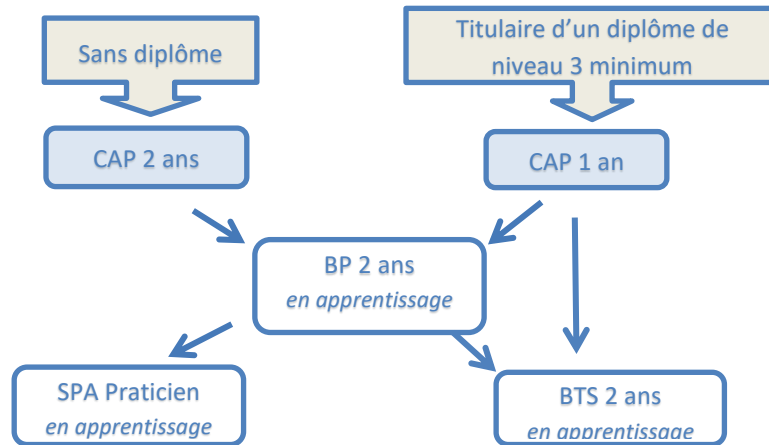 Sans diplôme
Titulaire d'un diplôme de
niveau 3 minimum
CAP 2 ans
CAP 1 an
BP 2 ans
en apprentissage
SPA Praticien
en apprentissage
BTS 2 ans
en apprentissage